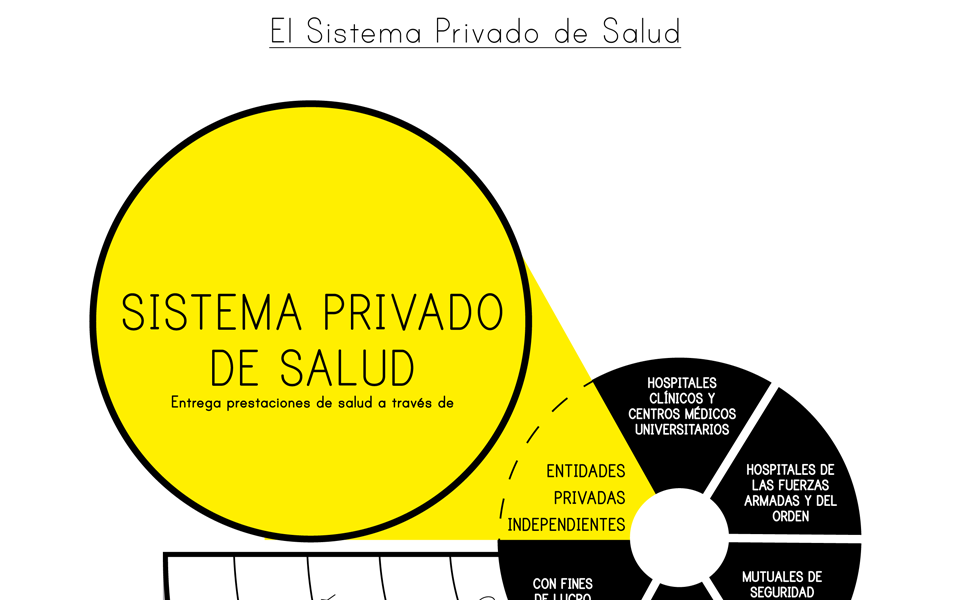 El Sistema Privado de Salud
SISTEMA PRIVADO
DE SALUD
Entrega prestaciones de salud a través de
HOSPITALES
CLÍNICOS Y
CENTROS MÉDICOS
UNIVERSITARIOS
ENTIDADES
PRIVADAS
INDEPENDIENTES
HOSPITALES DE
LAS FUERZAS
ARMADAS Y DEL
ORDEN
CON FINES
DE LUCRO
MUTUALES DE
SEGURIDAD